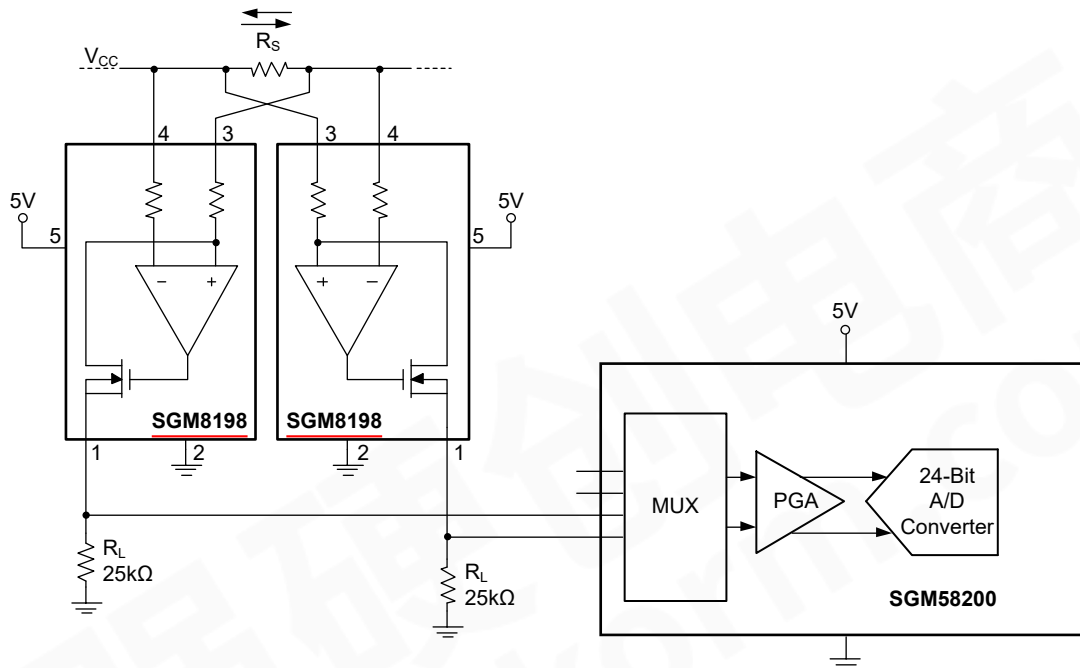 R_S
V_CC
4 3 3 4
5V 5V
5 5
− + + −
5V
SGM8198 SGM8198
1 2 2 1
MUX
PGA
24-Bit
A/D
Converter
R_L
25kΩ
R_L
25kΩ
SGM58200